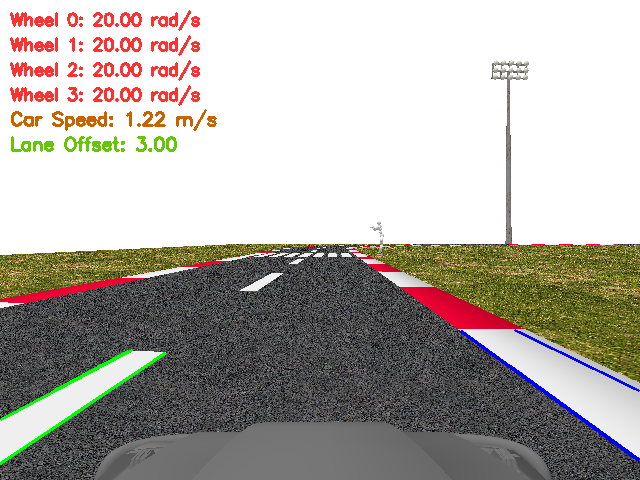 Wheel 0: 20.00 rad/s
Wheel 1: 20.00 rad/s
Wheel 2: 20.00 rad/s
Wheel 3: 20.00 rad/s
Car Speed: 1.22 m/s
Lane Offset: 3.00